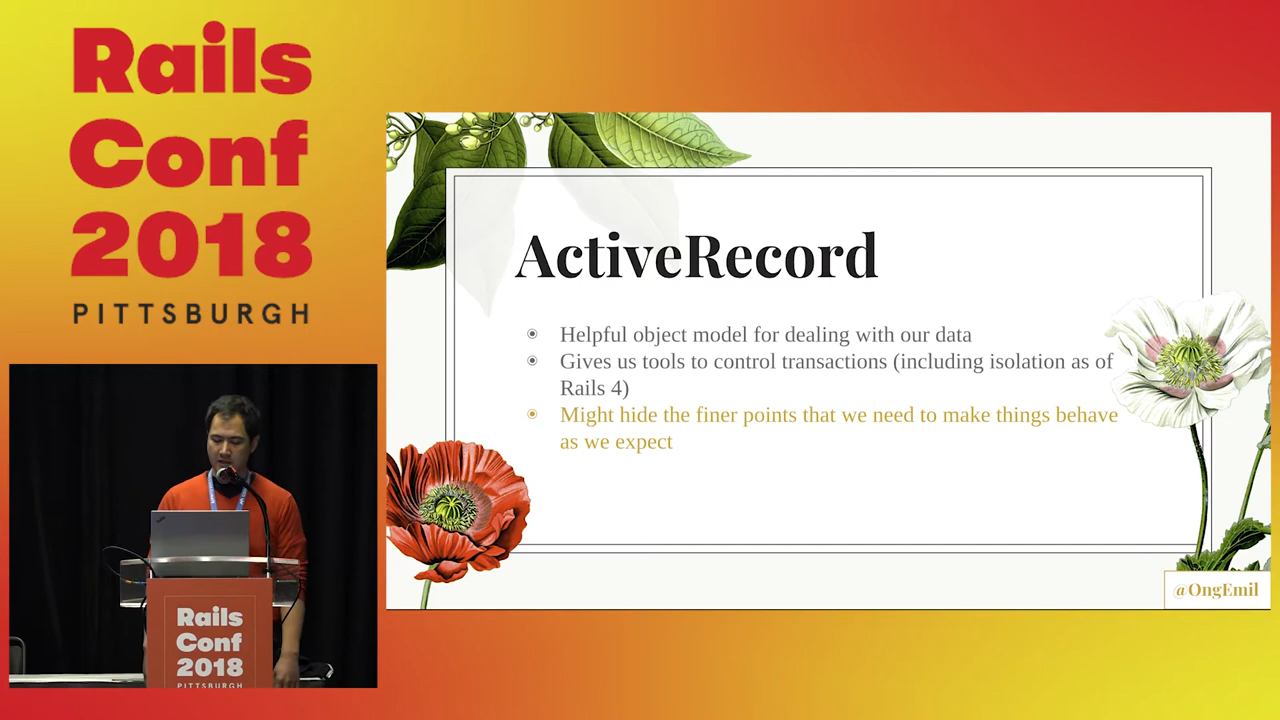 Rails
Conf
2018
PITTSBURGH
ActiveRecord
Helpful object model for dealing with our data
Gives us tools to control transactions (including isolation as of
Rails 4)
Might hide the finer points that we need to make things behave
as we expect
@OngEmil
Rails
Conf
2018
PITTSBURGH